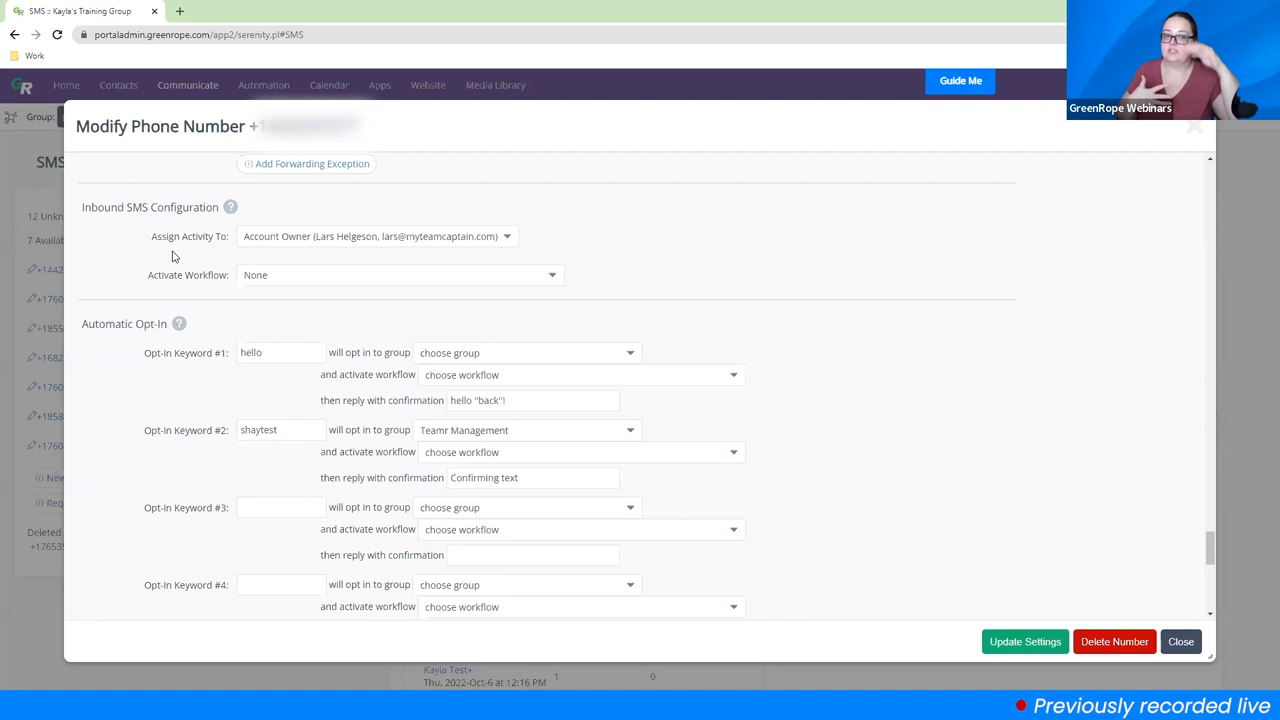 SMS :: Kayla's Training Group
portaladmin.greenrope.com/app2/serenity.pl#SMS
Work
GR Home Contacts Communicate Automation Calendar Apps Website Media Library Guide Me
GreenRope Webinars
Group:
Modify Phone Number +1
SMS
Add Forwarding Exception
Inbound SMS Configuration ?
12 Unkn
Assign Activity To: Account Owner (Lars Helgeson, lars@myteamcaptain.com)
7 Availa
+1442
Activate Workflow: None
+1760
Automatic Opt-In ?
+1855
Opt-In Keyword #1: hello will opt in to group choose group
+1682
and activate workflow choose workflow
+1760
then reply with confirmation hello "back"!
+1858
Opt-In Keyword #2: shaytest will opt in to group Teamr Management
+1760
and activate workflow choose workflow
New
then reply with confirmation Confirming text
Req
Opt-In Keyword #3: will opt in to group choose group
Deleted
and activate workflow choose workflow
+176535
then reply with confirmation
Opt-In Keyword #4: will opt in to group choose group
and activate workflow choose workflow
Update Settings Delete Number Close
Kayla Test+
Thu, 2022-Oct-6 at 12:16 PM 1 0
Previously recorded live